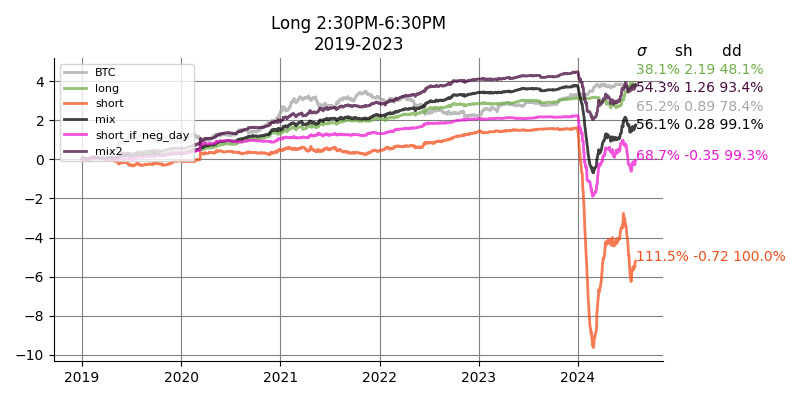 Long 2:30PM-6:30PM
2019-2023
σ sh dd
BTC
long
short
mix
short_if_neg_day
mix2
38.1% 2.19 48.1%
54.3% 1.26 93.4%
65.2% 0.89 78.4%
56.1% 0.28 99.1%
68.7% -0.35 99.3%
111.5% -0.72 100.0%
4
2
0
−2
−4
−6
−8
−10
2019 2020 2021 2022 2023 2024